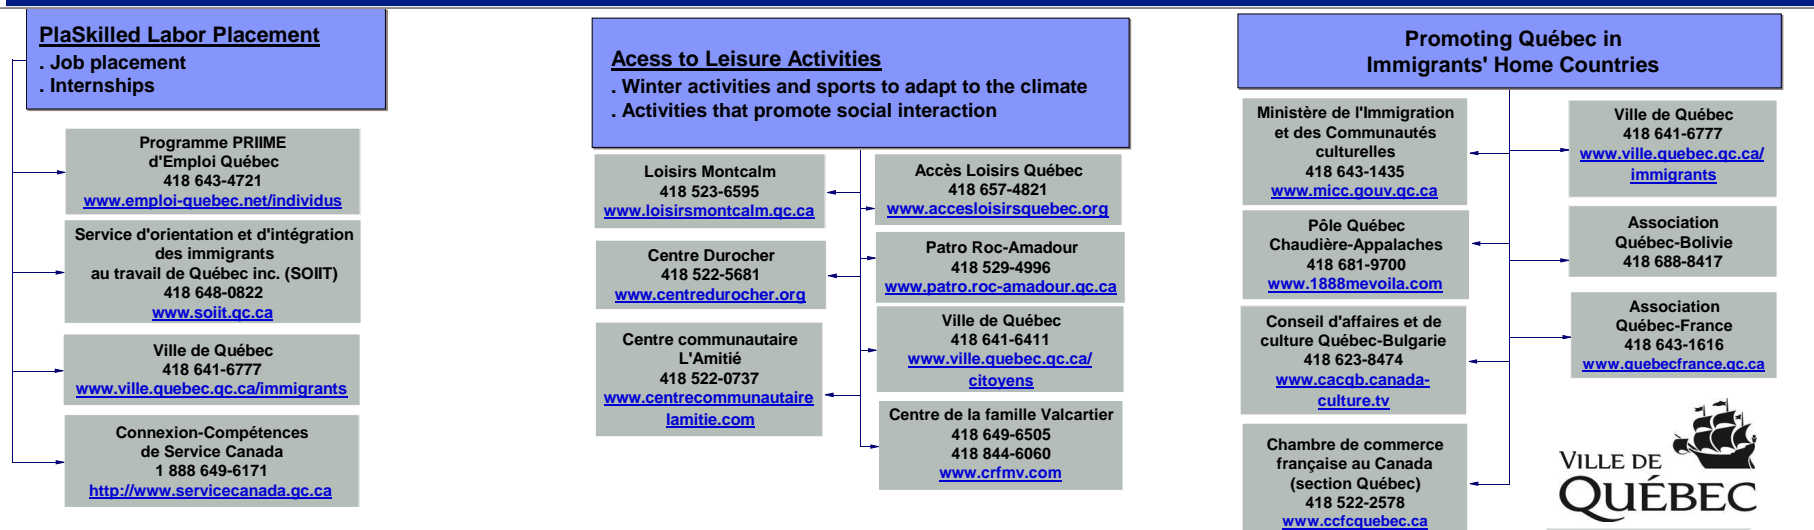 PlaSkilled Labor Placement
. Job placement
. Internships
Programme PRIIME
d'Emploi Québec
418 643-4721
www.emploi-quebec.net/individus
Service d'orientation et d'intégration
des immigrants
au travail de Québec inc. (SOIIT)
418 648-0822
www.soiit.qc.ca
Ville de Québec
418 641-6777
www.ville.quebec.qc.ca/immigrants
Connexion-Compétences
de Service Canada
1 888 649-6171
http://www.servicecanada.gc.ca
Acess to Leisure Activities
. Winter activities and sports to adapt to the climate
. Activities that promote social interaction
Loisirs Montcalm
418 523-6595
www.loisirsmontcalm.qc.ca
Centre Durocher
418 522-5681
www.centredurocher.org
Centre communautaire
L'Amitié
418 522-0737
www.centrecommunautaire
lamitie.com
Accès Loisirs Québec
418 657-4821
www.accesloisirsquebec.org
Patro Roc-Amadour
418 529-4996
www.patro.roc-amadour.qc.ca
Ville de Québec
418 641-6411
www.ville.quebec.qc.ca/
citoyens
Centre de la famille Valcartier
418 649-6505
418 844-6060
www.crfmv.com
Promoting Québec in
Immigrants' Home Countries
Ministère de l'Immigration
et des Communautés
culturelles
418 643-1435
www.micc.gouv.qc.ca
Pôle Québec
Chaudière-Appalaches
418 681-9700
www.1888mevoila.com
Conseil d'affaires et de
culture Québec-Bulgarie
418 623-8474
www.cacqb.canada-
culture.tv
Chambre de commerce
française au Canada
(section Québec)
418 522-2578
www.ccfcquebec.ca
Ville de Québec
418 641-6777
www.ville.quebec.qc.ca/
immigrants
Association
Québec-Bolivie
418 688-8417
Association
Québec-France
418 643-1616
www.quebecfrance.qc.ca
VILLE DE
QUÉBEC